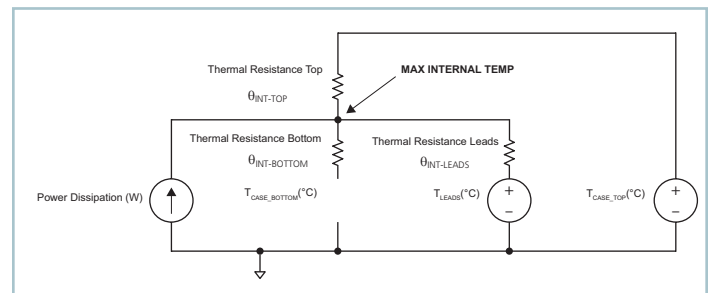 Thermal Resistance Top
MAX INTERNAL TEMP
θINT-TOP
Thermal Resistance Bottom
Thermal Resistance Leads
θINT-BOTTOM
θINT-LEADS
Power Dissipation (W)
TCASE_BOTTOM(°C)
TLEADS(°C)
+
–
TCASE_TOP(°C)
+
–